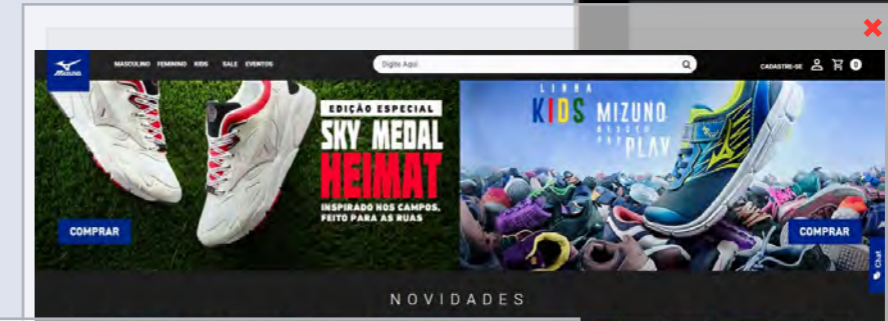 MIZUNO
MASCULINO FEMININO KIDS SALE EVENTOS
Digite Aqui
CADASTRE-SE
0
EDIÇÃO ESPECIAL
SKY MEDAL
HEIMAT
INSPIRADO NOS CAMPOS,
FEITO PARA AS RUAS
COMPRAR
LINHA
KIDS MIZUNO
PLAY
COMPRAR
Chat
NOVIDADES